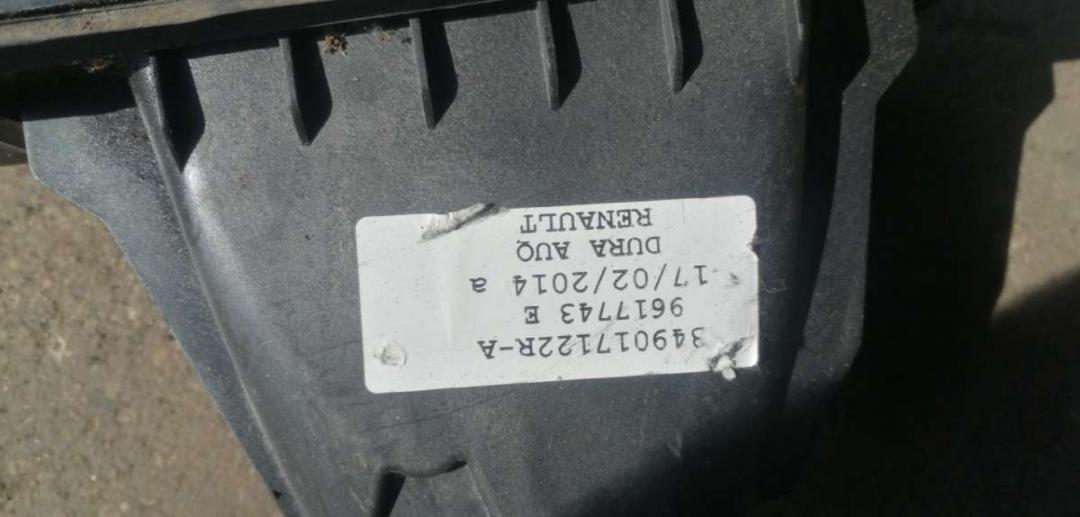 349017122R-A
9617743 E
17/02/2014 a
DURA AUQ
RENAULT